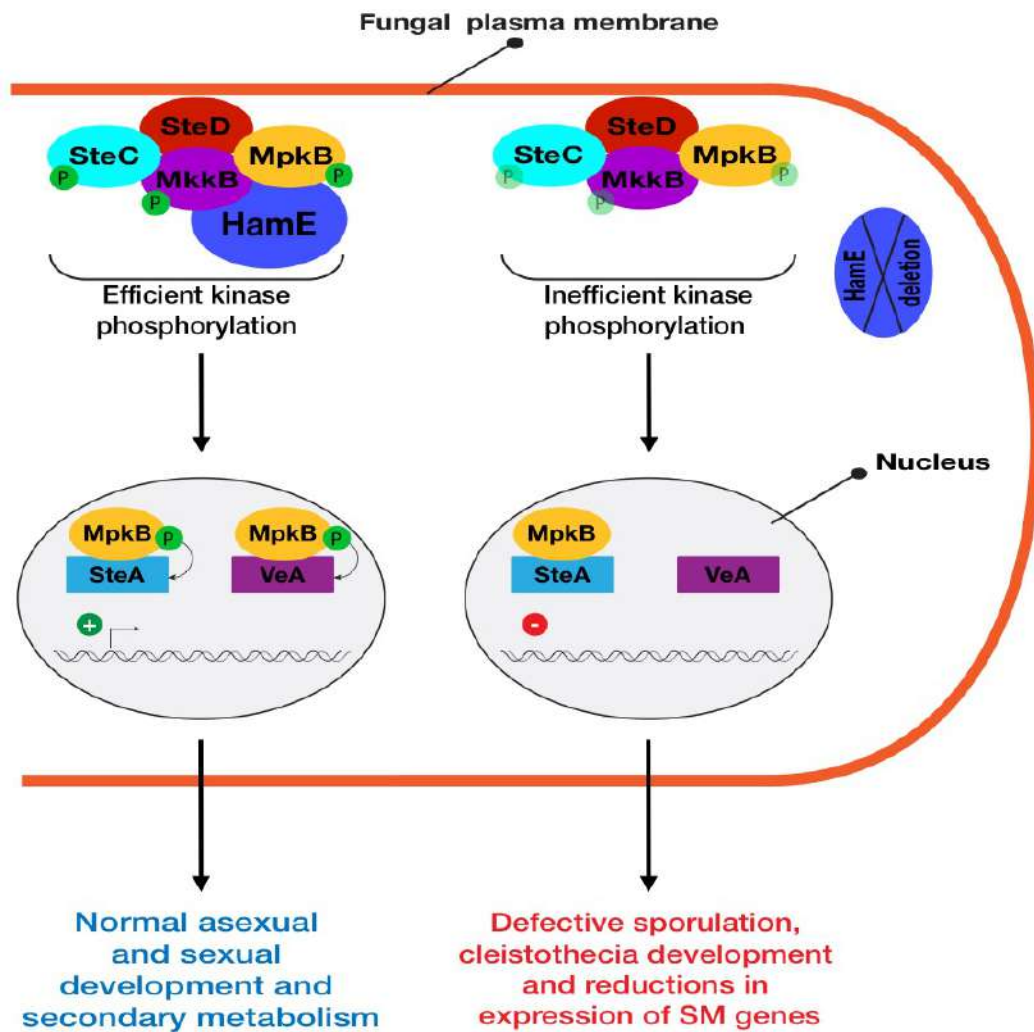 Fungal plasma membrane
SteD
SteC
MpkB
MkkB
P
P
P
HamE
Efficient kinase
phosphorylation
SteD
SteC
MpkB
MkkB
P
P
P
Inefficient kinase
phosphorylation
HamE
deletion
Nucleus
MpkB
P
SteA
MpkB
P
VeA
+
MpkB
SteA
VeA
-
Normal asexual
and sexual
development and
secondary metabolism
Defective sporulation,
cleistothecia development
and reductions in
expression of SM genes